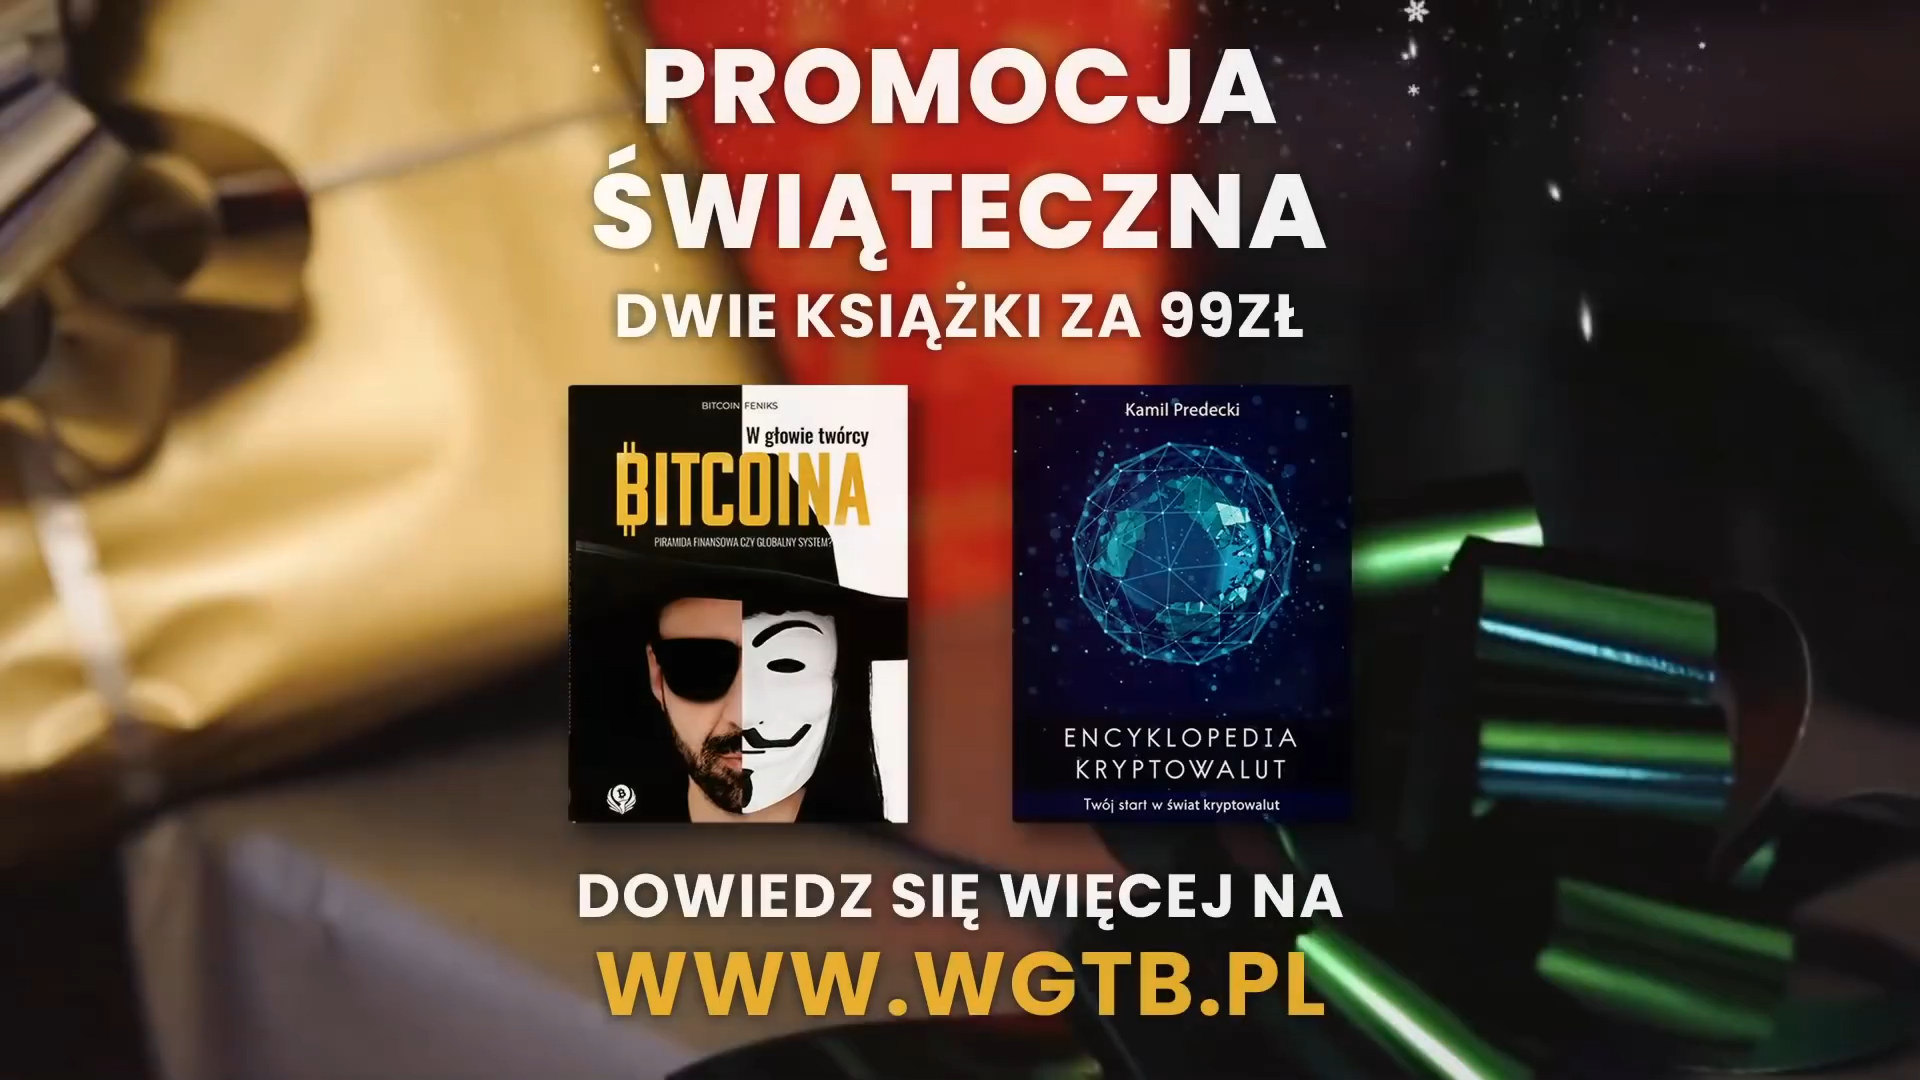 PROMOCJA
ŚWIĄTECZNA
DWIE KSIĄŻKI ZA 99ZŁ
BITCOIN FENIKS
W głowie twórcy
BITCOINA
PIRAMIDA FINANSOWA CZY GLOBALNY SYSTEM?
Kamil Predecki
ENCYKLOPEDIA
KRYPTOWALUT
Twój start w świat kryptowalut
DOWIEDZ SIĘ WIĘCEJ NA
WWW.WGTB.PL